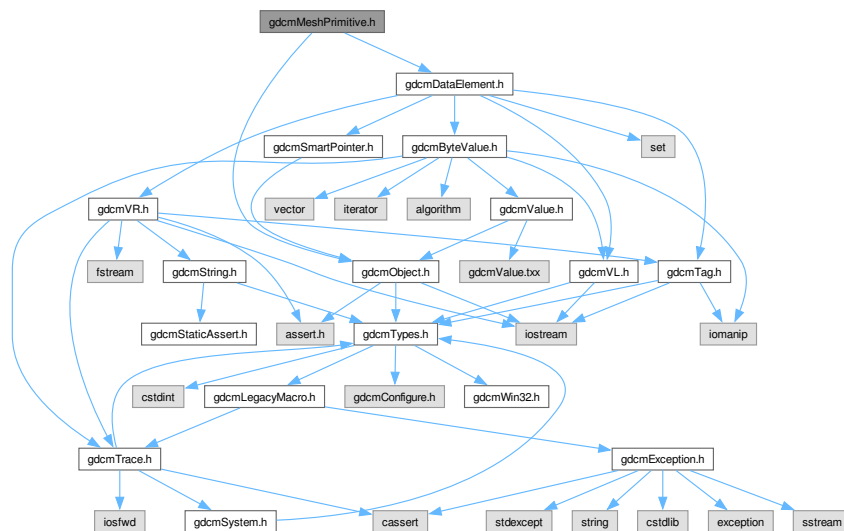 gdcmMeshPrimitive.h
gdcmDataElement.h
gdcmSmartPointer.h
gdcmByteValue.h
set
gdcmVR.h
vector
iterator
algorithm
gdcmValue.h
fstream
gdcmString.h
gdcmObject.h
gdcmValue.txx
gdcmVL.h
gdcmTag.h
gdcmStaticAssert.h
assert.h
gdcmTypes.h
iostream
iomanip
cstdint
gdcmLegacyMacro.h
gdcmConfigure.h
gdcmWin32.h
gdcmTrace.h
gdcmException.h
iosfwd
gdcmSystem.h
cassert
stdexcept
string
cstdlib
exception
sstream